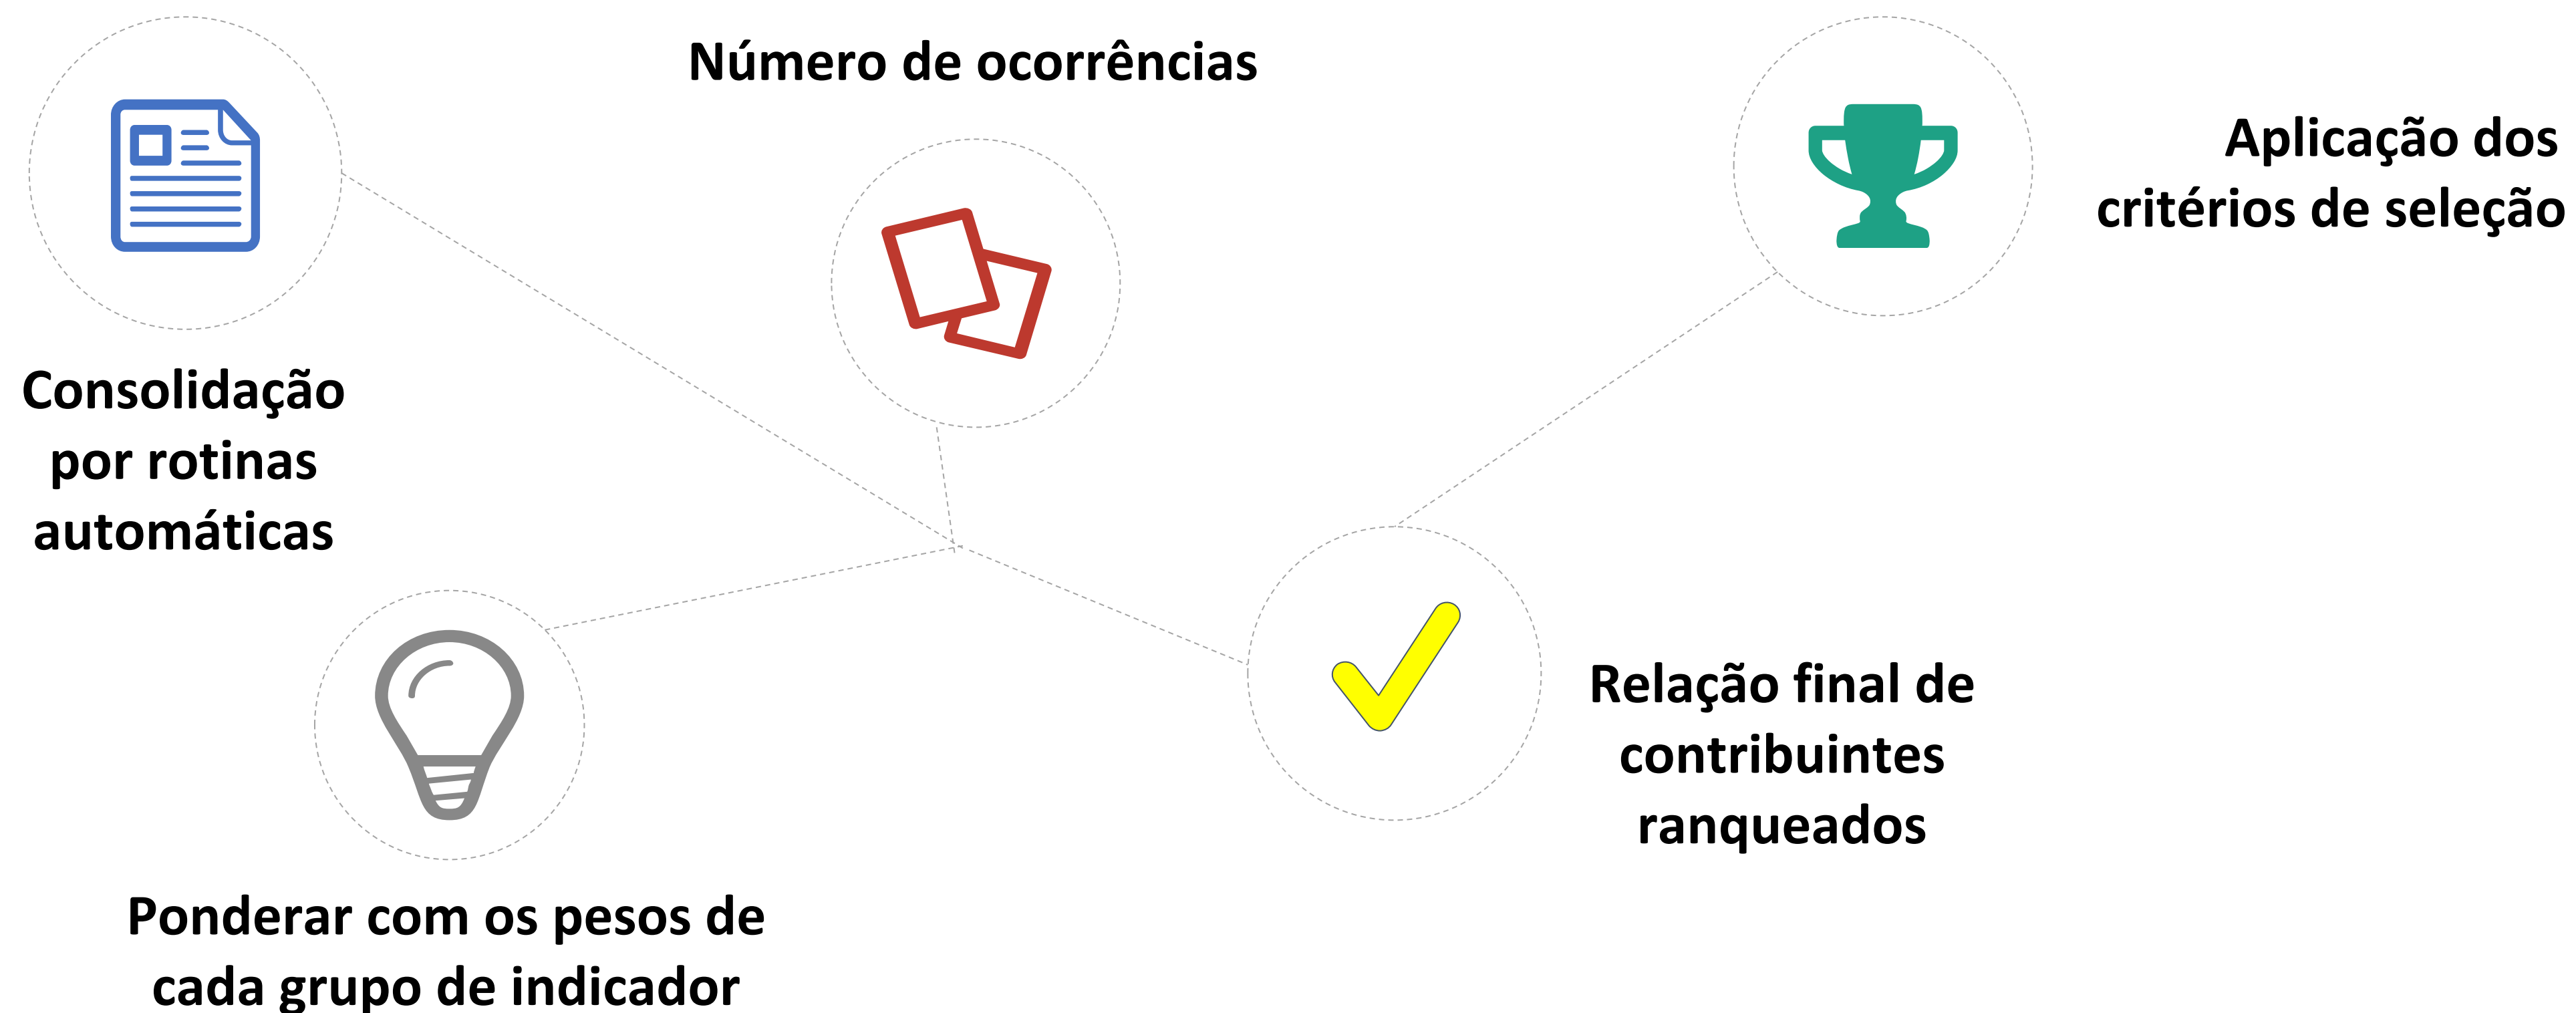 Número de ocorrências
Aplicação dos
critérios de seleção
Consolidação
por rotinas
automáticas
Relação final de
contribuintes
ranqueados
Ponderar com os pesos de
cada grupo de indicador